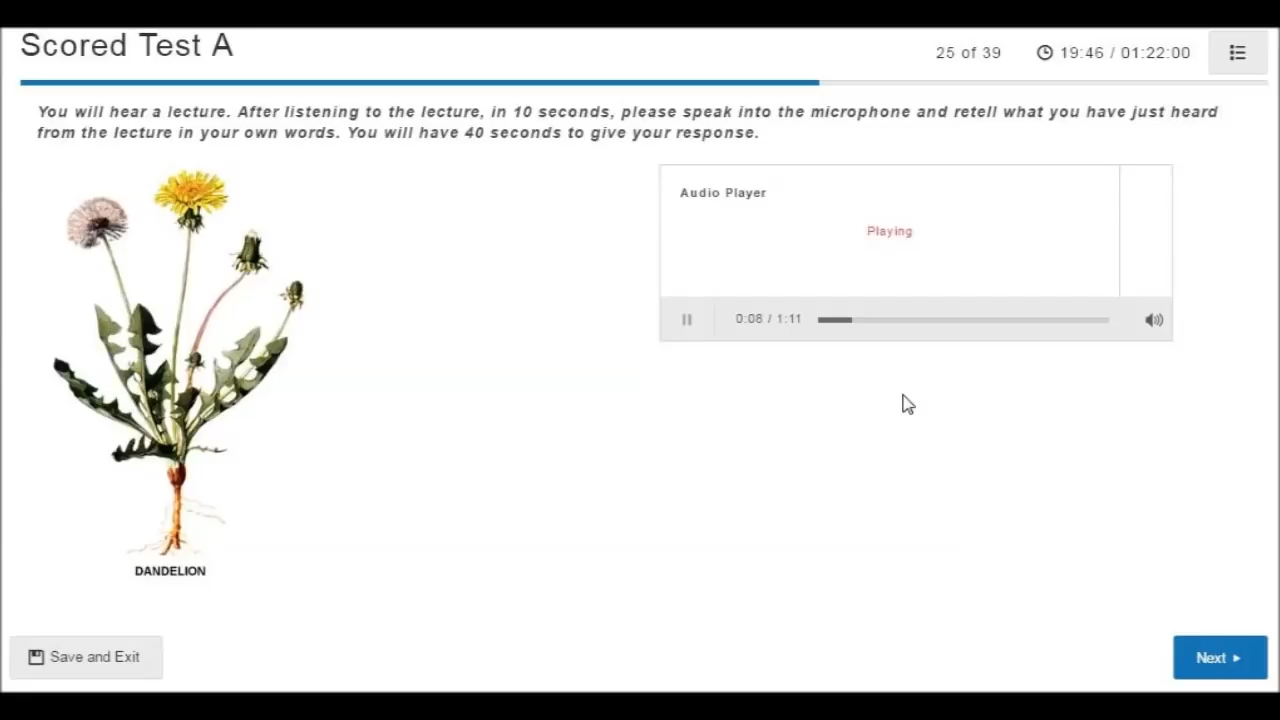 Scored Test A
25 of 39
19:46 / 01:22:00
You will hear a lecture. After listening to the lecture, in 10 seconds, please speak into the microphone and retell what you have just heard
from the lecture in your own words. You will have 40 seconds to give your response.
Audio Player
Playing
0:08 / 1:11
DANDELION
Save and Exit
Next